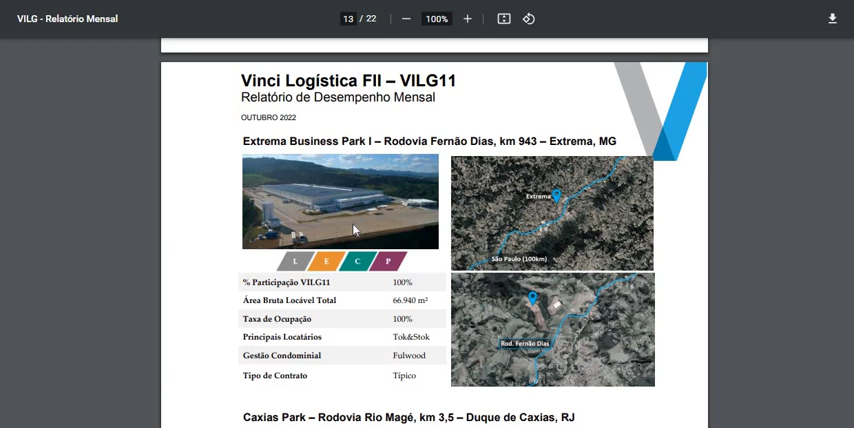 VILG - Relatório Mensal
13 / 22
100%
Vinci Logística FII – VILG11
Relatório de Desempenho Mensal
OUTUBRO 2022
Extrema Business Park I – Rodovia Fernão Dias, km 943 – Extrema, MG
Extrema
São Paulo (100km)
L E C P
% Participação VILG11 100%
Área Bruta Locável Total 66.940 m²
Taxa de Ocupação 100%
Principais Locatários Tok&Stok
Gestão Condominial Fulwood
Tipo de Contrato Típico
Rod. Fernão Dias
Caxias Park – Rodovia Rio Magé, km 3,5 – Duque de Caxias, RJ